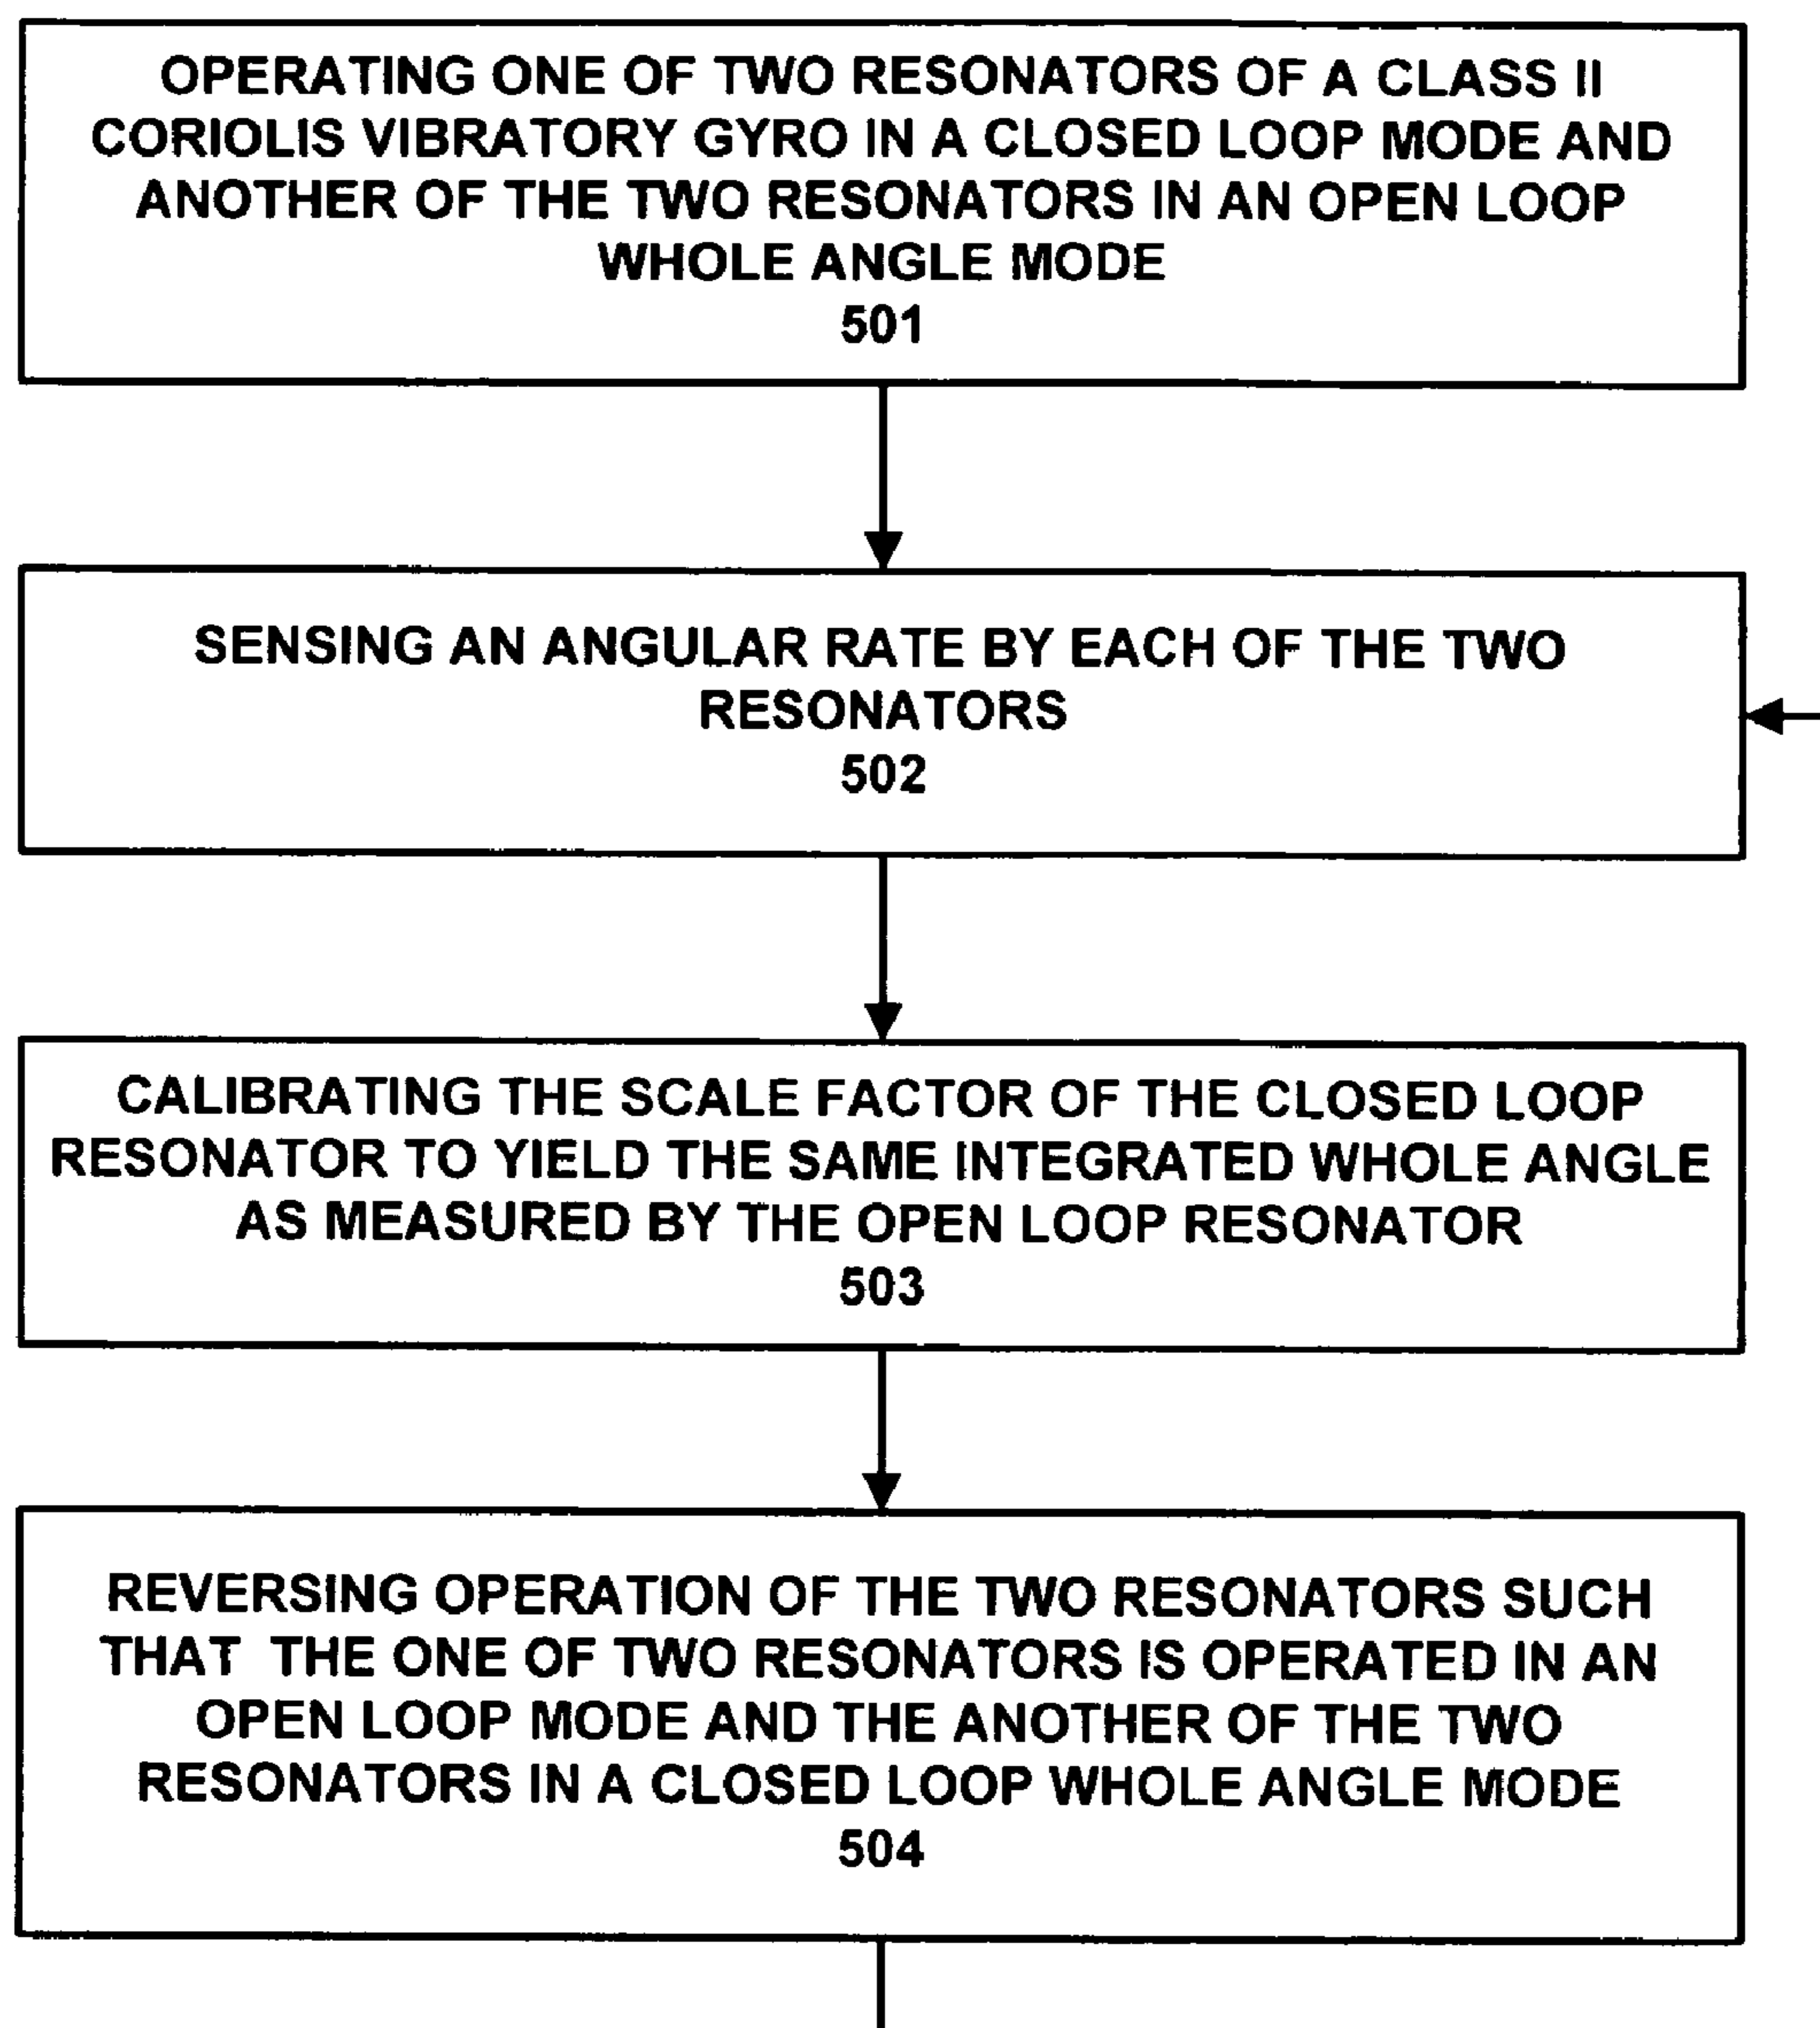 OPERATING ONE OF TWO RESONATORS OF A CLASS II
CORIOLIS VIBRATORY GYRO IN A CLOSED LOOP MODE AND
ANOTHER OF THE TWO RESONATORS IN AN OPEN LOOP
WHOLE ANGLE MODE
501
SENSING AN ANGULAR RATE BY EACH OF THE TWO
RESONATORS
502
CALIBRATING THE SCALE FACTOR OF THE CLOSED LOOP
RESONATOR TO YIELD THE SAME INTEGRATED WHOLE ANGLE
AS MEASURED BY THE OPEN LOOP RESONATOR
503
REVERSING OPERATION OF THE TWO RESONATORS SUCH
THAT THE ONE OF TWO RESONATORS IS OPERATED IN AN
OPEN LOOP MODE AND THE ANOTHER OF THE TWO
RESONATORS IN A CLOSED LOOP WHOLE ANGLE MODE
504